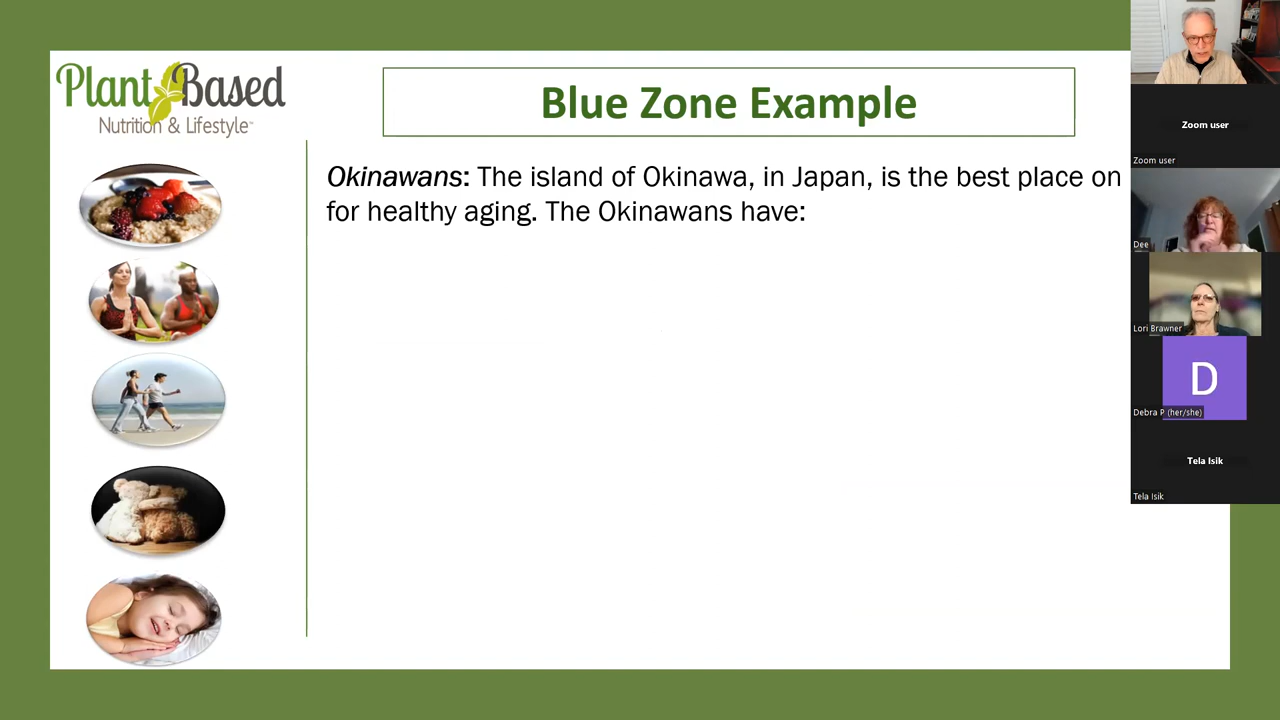 Plant Based
Nutrition & Lifestyle™
Blue Zone Example
Okinawans: The island of Okinawa, in Japan, is the best place on
for healthy aging. The Okinawans have:
Zoom user
Zoom user
Dee
Lori Brawner
D
Debra P (her/she)
Tela Isik
Tela Isik